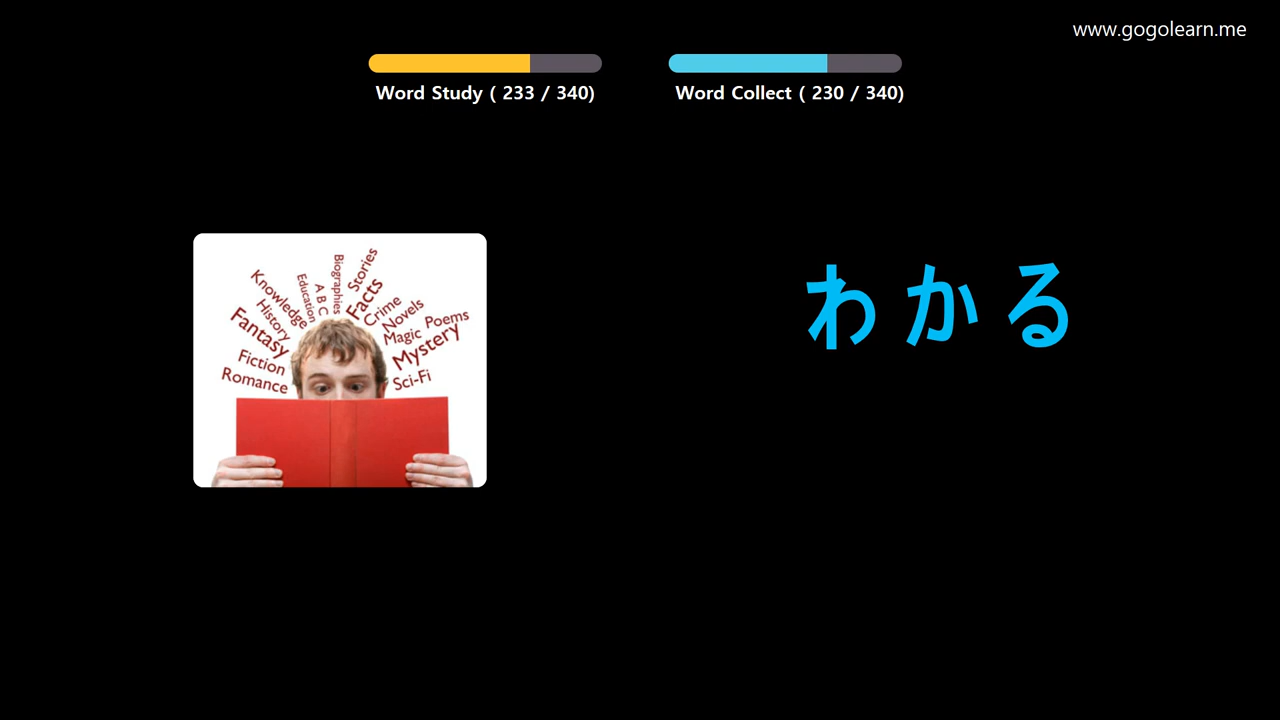 www.gogolearn.me
Word Study ( 233 / 340)
Word Collect ( 230 / 340)
わかる
Knowledge
History
Fantasy
Fiction
Romance
Education
A B C
Biographies
Stories
Facts
Crime
Novels
Magic
Poems
Mystery
Sci-Fi